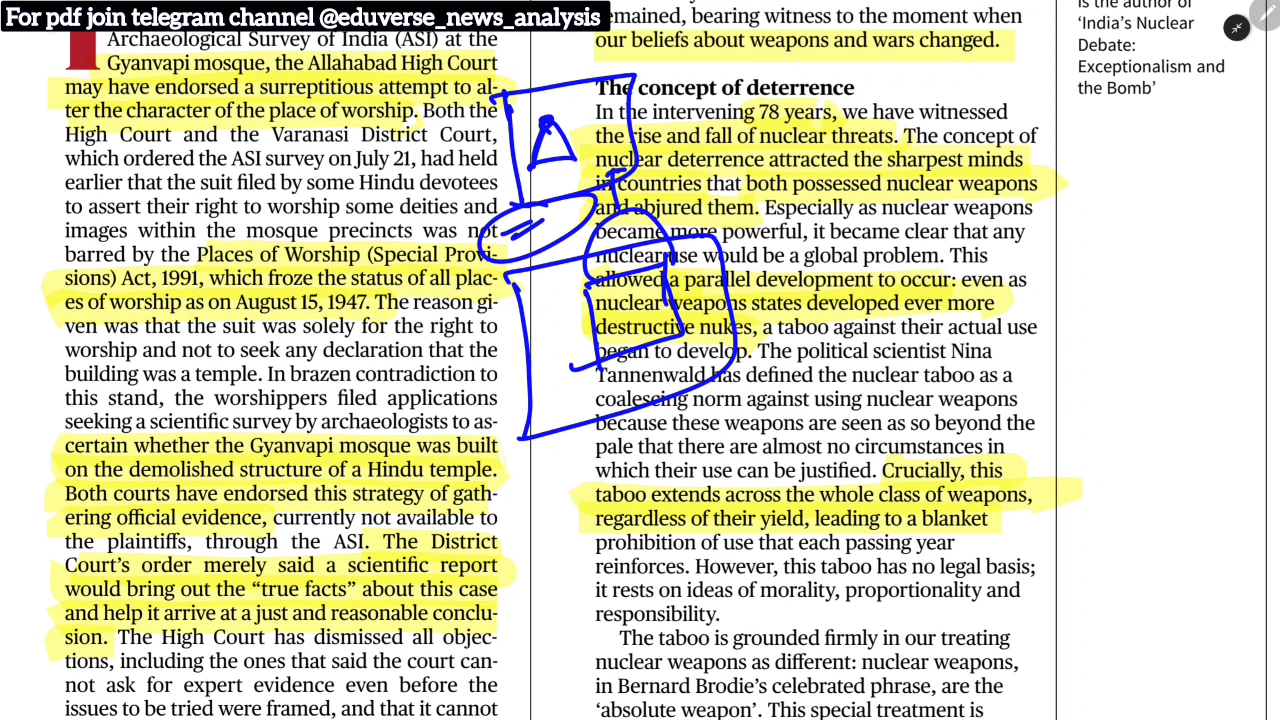 For pdf join telegram channel @eduverse_news_analysis
I
Archaeological Survey of India (ASI) at the
Gyanvapi mosque, the Allahabad High Court
may have endorsed a surreptitious attempt to al-
ter the character of the place of worship. Both the
High Court and the Varanasi District Court,
which ordered the ASI survey on July 21, had held
earlier that the suit filed by some Hindu devotees
to assert their right to worship some deities and
images within the mosque precincts was not
barred by the Places of Worship (Special Provi-
sions) Act, 1991, which froze the status of all plac-
es of worship as on August 15, 1947. The reason gi-
ven was that the suit was solely for the right to
worship and not to seek any declaration that the
building was a temple. In brazen contradiction to
this stand, the worshippers filed applications
seeking a scientific survey by archaeologists to as-
certain whether the Gyanvapi mosque was built
on the demolished structure of a Hindu temple.
Both courts have endorsed this strategy of gath-
ering official evidence, currently not available to
the plaintiffs, through the ASI. The District
Court's order merely said a scientific report
would bring out the “true facts” about this case
and help it arrive at a just and reasonable conclu-
sion. The High Court has dismissed all objec-
tions, including the ones that said the court can-
not ask for expert evidence even before the
issues to be tried were framed, and that it cannot
remained, bearing witness to the moment when
our beliefs about weapons and wars changed.
The concept of deterrence
In the intervening 78 years, we have witnessed
the rise and fall of nuclear threats. The concept of
nuclear deterrence attracted the sharpest minds
in countries that both possessed nuclear weapons
and abjured them. Especially as nuclear weapons
became more powerful, it became clear that any
nuclear use would be a global problem. This
allowed a parallel development to occur: even as
nuclear weapons states developed ever more
destructive nukes, a taboo against their actual use
began to develop. The political scientist Nina
Tannenwald has defined the nuclear taboo as a
coalescing norm against using nuclear weapons
because these weapons are seen as so beyond the
pale that there are almost no circumstances in
which their use can be justified. Crucially, this
taboo extends across the whole class of weapons,
regardless of their yield, leading to a blanket
prohibition of use that each passing year
reinforces. However, this taboo has no legal basis;
it rests on ideas of morality, proportionality and
responsibility.
The taboo is grounded firmly in our treating
nuclear weapons as different: nuclear weapons,
in Bernard Brodie's celebrated phrase, are the
‘absolute weapon’. This special treatment is
is the author of
‘India's Nuclear
Debate:
Exceptionalism and
the Bomb’